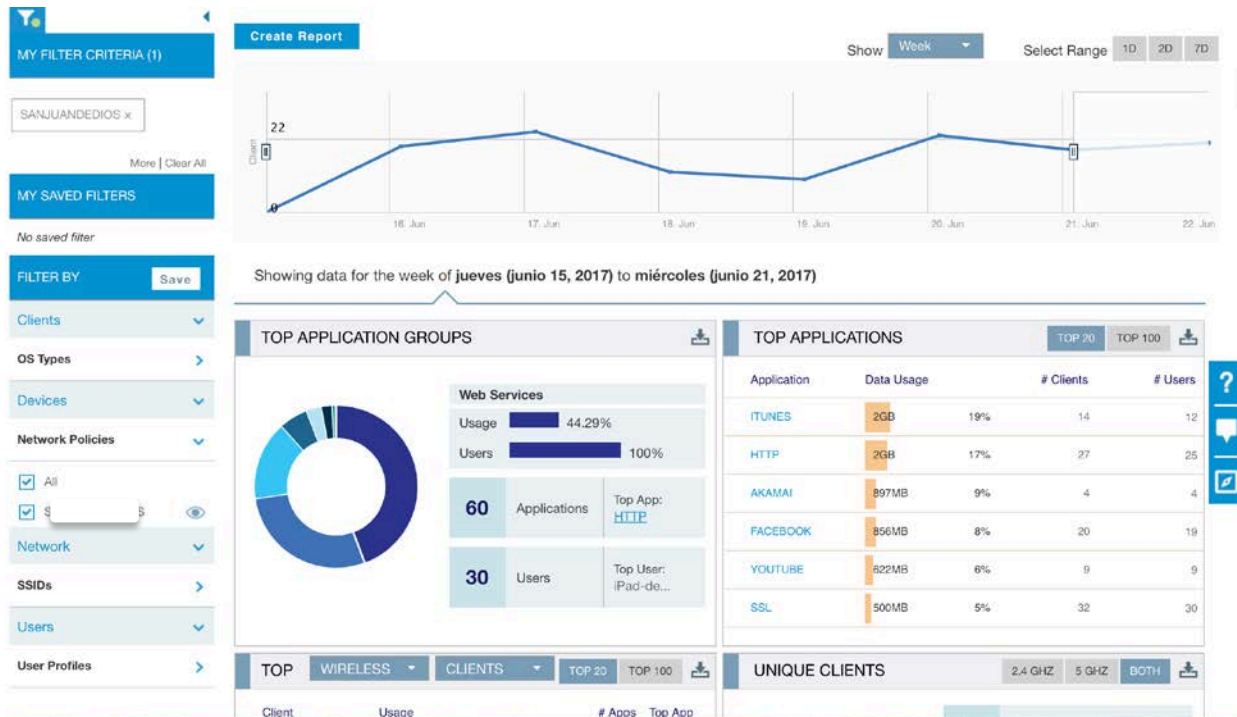 MY FILTER CRITERIA (1)
SANJUANDEDIOS x
More | Clear All
MY SAVED FILTERS
No saved filter
FILTER BY Save
Clients
OS Types
Devices
Network Policies
All
S S
Network
SSIDs
Users
User Profiles
Create Report
Show Week Select Range 1D 2D 7D
Client
22
0
16. Jun 17. Jun 18. Jun 19. Jun 20. Jun 21. Jun 22. Jun
Showing data for the week of jueves (junio 15, 2017) to miércoles (junio 21, 2017)
TOP APPLICATION GROUPS
Web Services
Usage 44.29%
Users 100%
60 Applications Top App:
HTTP
30 Users Top User:
iPad-de...
TOP APPLICATIONS TOP 20 TOP 100
Application Data Usage # Clients # Users
ITUNES 2GB 19% 14 12
HTTP 2GB 17% 27 25
AKAMAI 897MB 9% 4 4
FACEBOOK 856MB 8% 20 19
YOUTUBE 622MB 6% 9 9
SSL 500MB 5% 32 30
?
TOP WIRELESS CLIENTS TOP 20 TOP 100
Client Usage # Apps Top App
UNIQUE CLIENTS 2.4 GHZ 5 GHZ BOTH